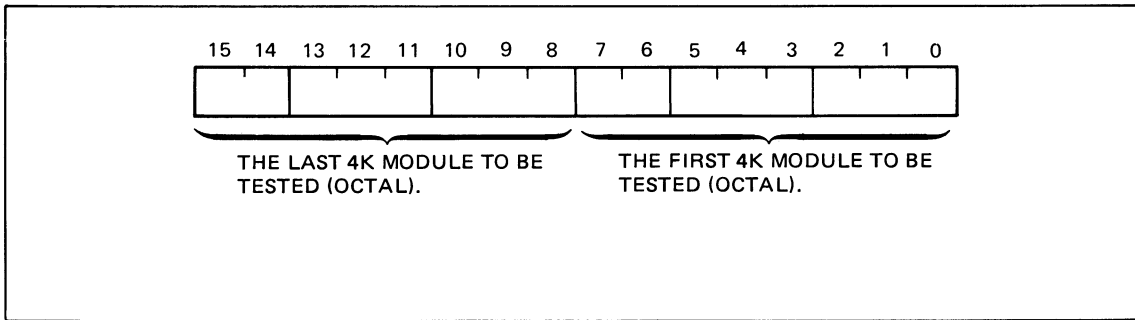 15 14 13 12 11 10 9 8 7 6 5 4 3 2 1 0
THE LAST 4K MODULE TO BE
TESTED (OCTAL).
THE FIRST 4K MODULE TO BE
TESTED (OCTAL).